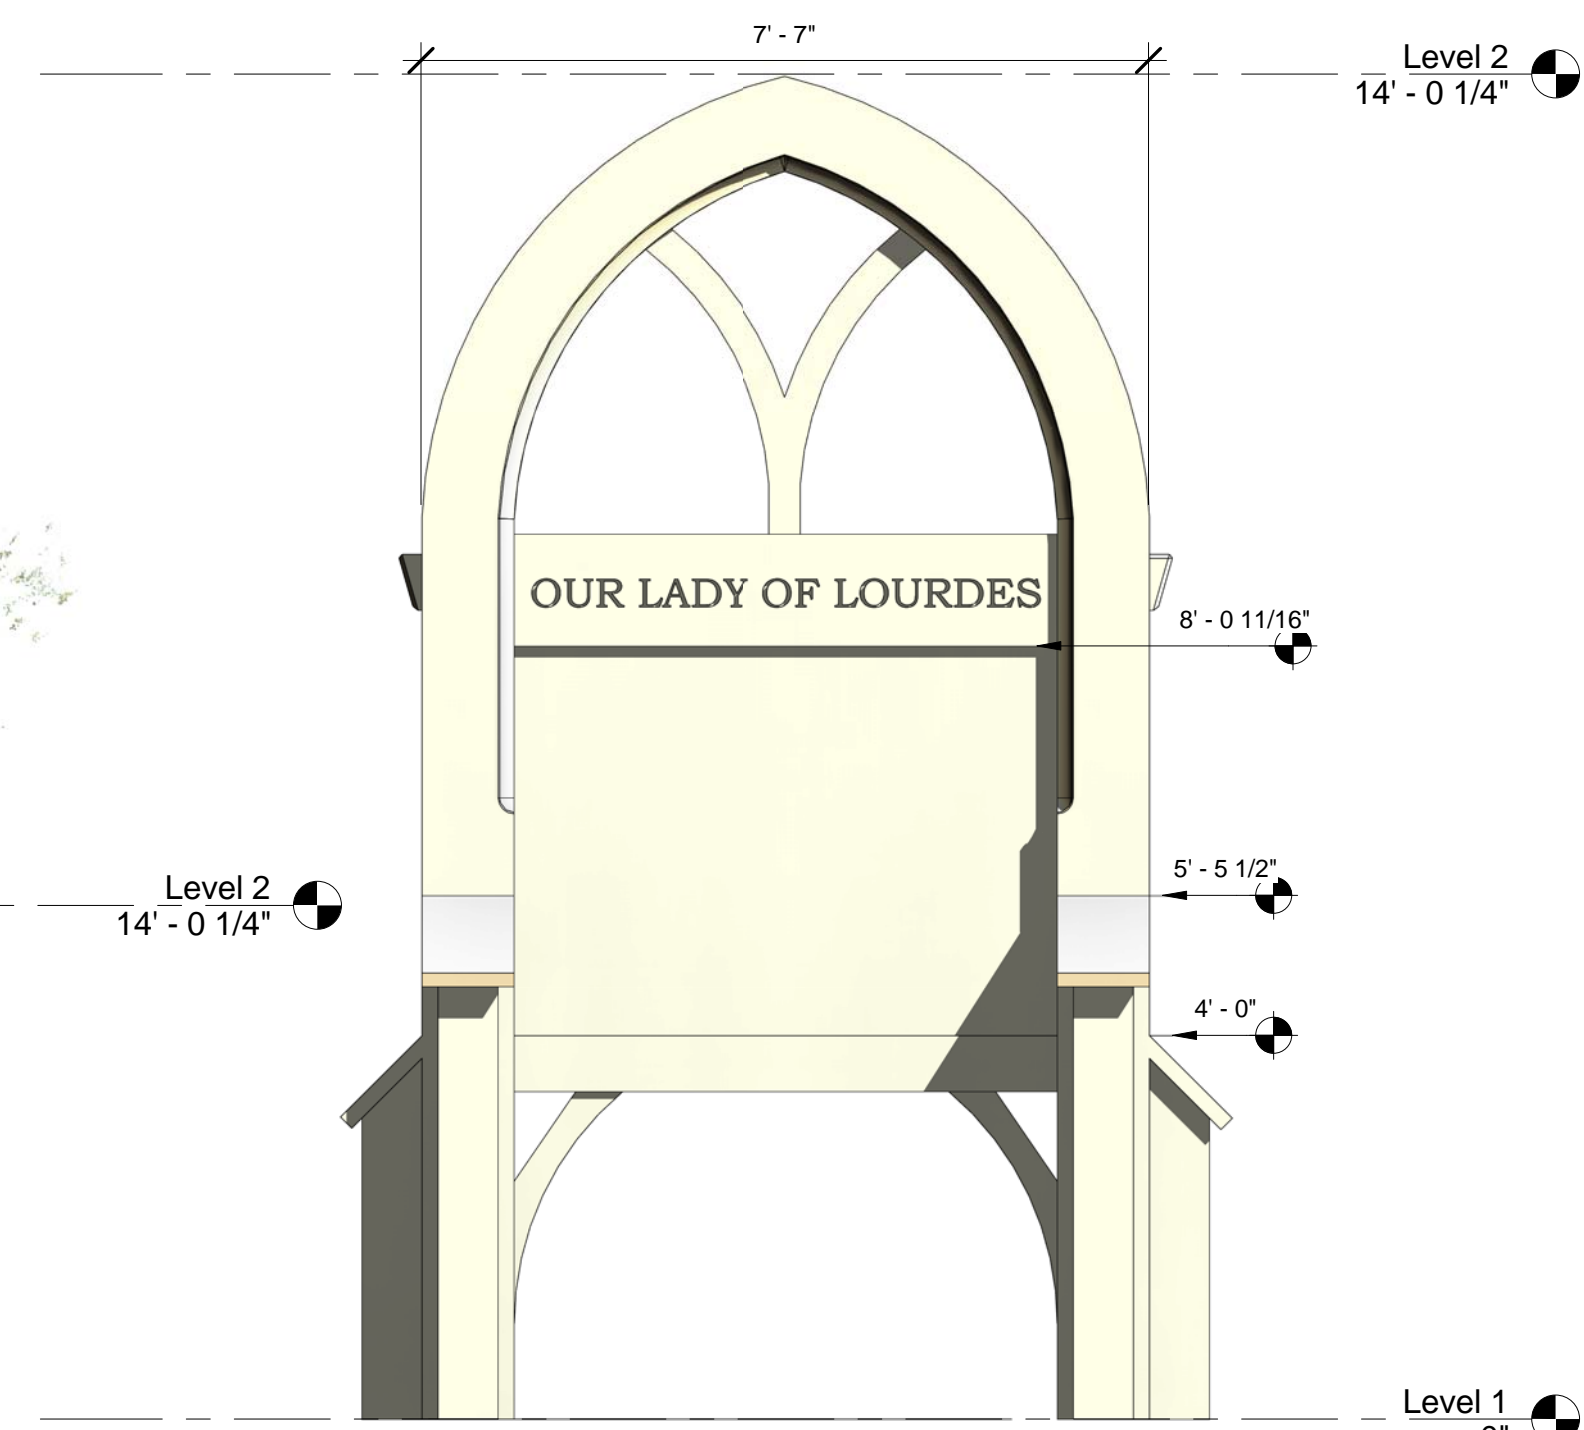 7' - 7"
Level 2
14' - 0 1/4"
OUR LADY OF LOURDES
8' - 0 11/16"
5' - 5 1/2"
Level 2
14' - 0 1/4"
4' - 0"
Level 1